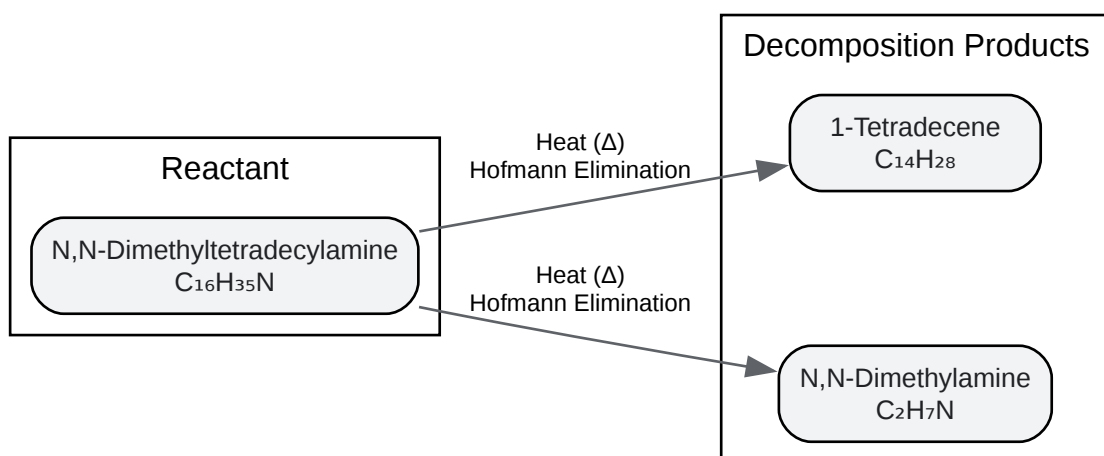 Reactant
N,N-Dimethyltetradecylamine
C₁₆H₃₅N
Heat (Δ)
Hofmann Elimination
Heat (Δ)
Hofmann Elimination
Decomposition Products
1-Tetradecene
C₁₄H₂₈
N,N-Dimethylamine
C₂H₇N